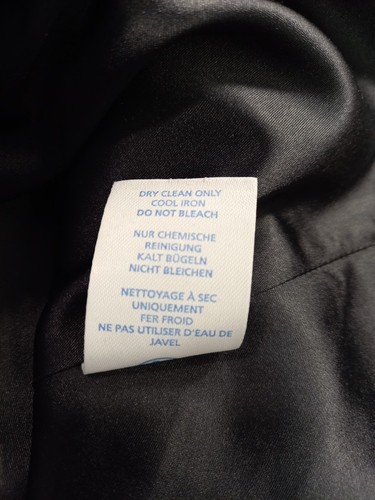 DRY CLEAN ONLY
COOL IRON
DO NOT BLEACH
NUR CHEMISCHE
REINIGUNG
KALT BÜGELN
NICHT BLEICHEN
NETTOYAGE À SEC
UNIQUEMENT
FER FROID
NE PAS UTILISER D'EAU DE
JAVEL